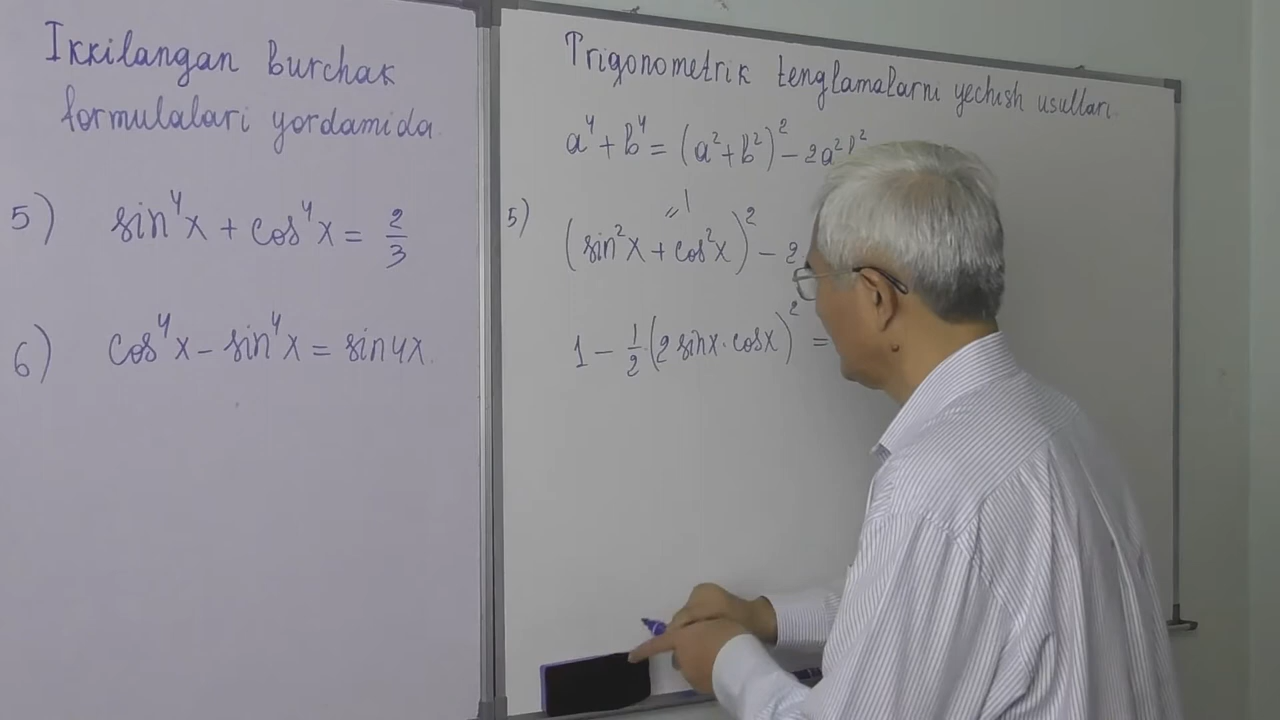 Ikkilangan burchak
formulalari yordamida
5) sin⁴x + cos⁴x = 2/3
6) cos⁴x - sin⁴x = sin4x
Trigonometrik tenglamalarni yechish usullari
a⁴ + b⁴ = (a² + b²)² - 2a²b²
= 1
5) (sin²x + cos²x)² - 2
1 - 1/2 (2 sinx · cosx)² =